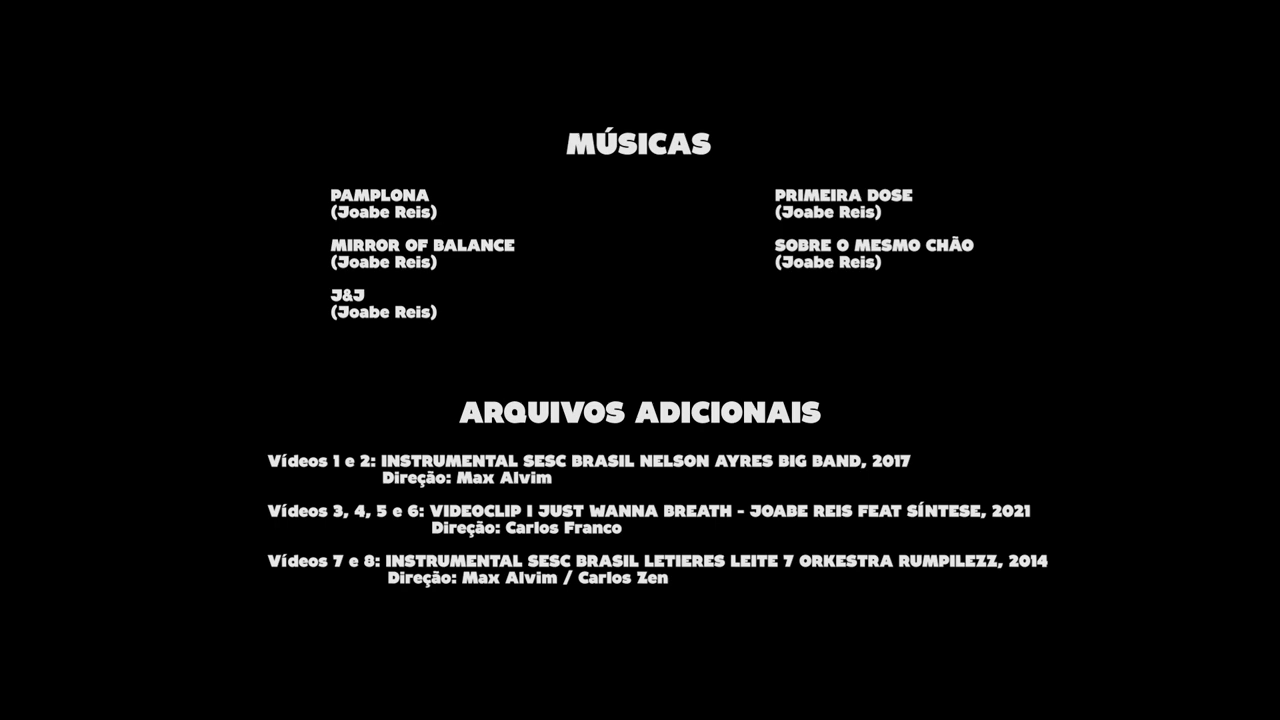 MÚSICAS
PAMPLONA
(Joabe Reis)
MIRROR OF BALANCE
(Joabe Reis)
J&J
(Joabe Reis)
PRIMEIRA DOSE
(Joabe Reis)
SOBRE O MESMO CHÃO
(Joabe Reis)
ARQUIVOS ADICIONAIS
Vídeos 1 e 2: INSTRUMENTAL SESC BRASIL NELSON AYRES BIG BAND, 2017
Direção: Max Alvim
Vídeos 3, 4, 5 e 6: VIDEOCLIP I JUST WANNA BREATH - JOABE REIS FEAT SÍNTESE, 2021
Direção: Carlos Franco
Vídeos 7 e 8: INSTRUMENTAL SESC BRASIL LETIERES LEITE 7 ORKESTRA RUMPILEZZ, 2014
Direção: Max Alvim / Carlos Zen